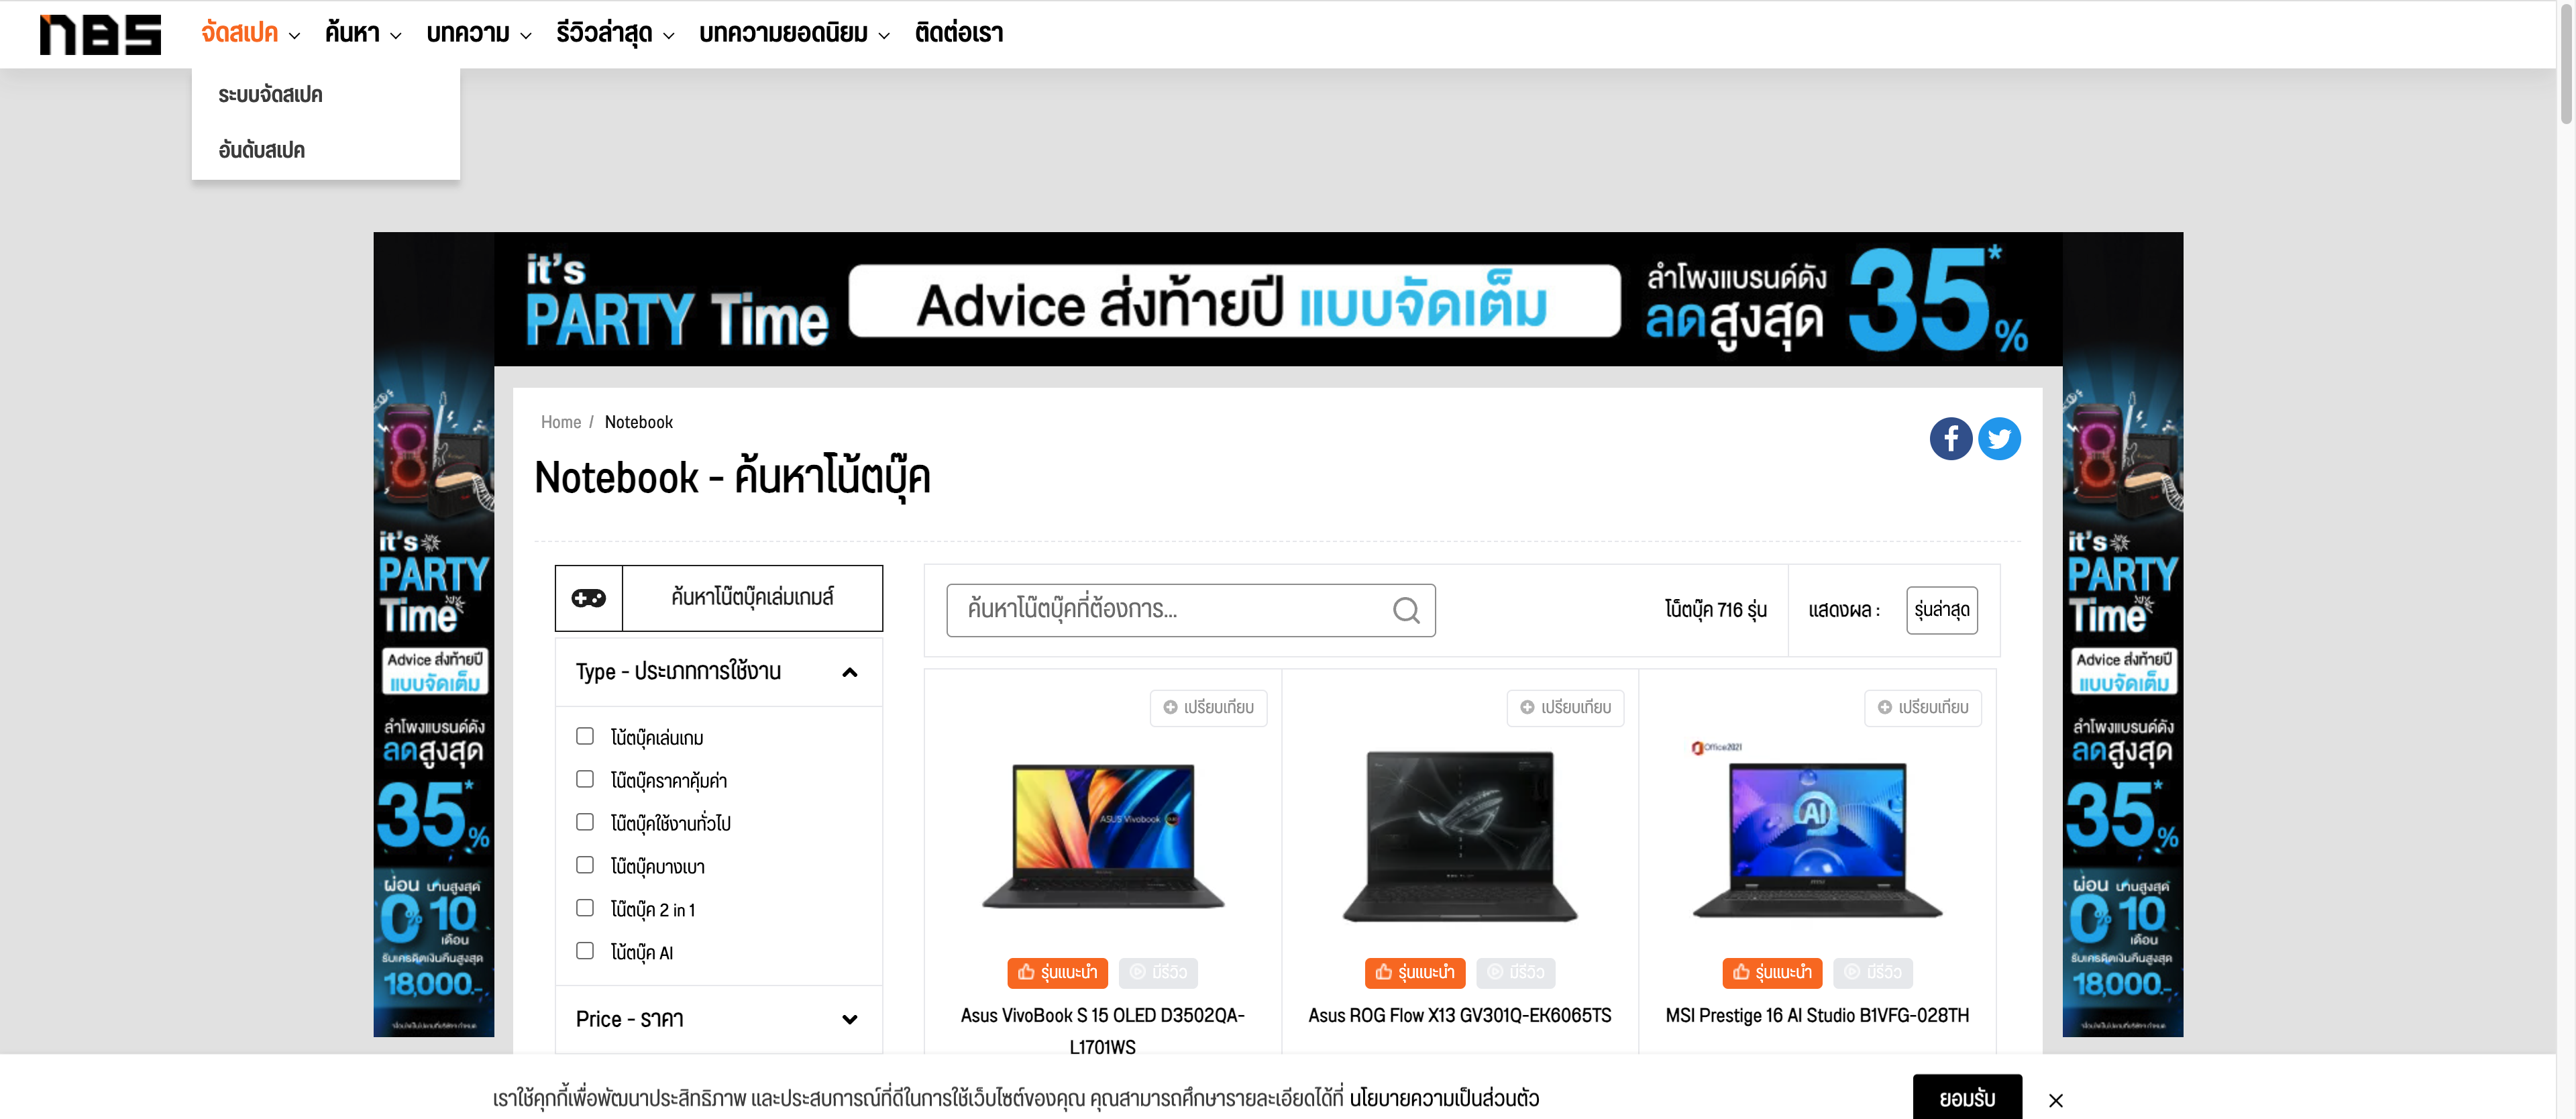 NBS
จัดสเปค ค้นหา บทความ รีวิวล่าสุด บทความยอดนิยม ติดต่อเรา
ระบบจัดสเปค
อันดับสเปค
it's
PARTY Time
Advice ส่งท้ายปี แบบจัดเต็ม
ลำโพงแบรนด์ดัง
ลดสูงสุด
35*%
it's
PARTY
Time
Advice ส่งท้ายปี
แบบจัดเต็ม
ลำโพงแบรนด์ดัง
ลดสูงสุด
35*%
ผ่อน นานสูงสุด
0% 10
เดือน
รับเครดิตเงินคืนสูงสุด
18,000.-
Home / Notebook
Notebook - ค้นหาโน้ตบุ๊ค
ค้นหาโน๊ตบุ๊คเล่มเกมส์
Type - ประเภทการใช้งาน
โน้ตบุ๊คเล่มเกม
โน๊ตบุ๊คราคาคุ้มค่า
โน๊ตบุ๊คใช้งานทั่วไป
โน๊ตบุ๊คบางเบา
โน๊ตบุ๊ค 2 in 1
โน้ตบุ๊ค AI
Price - ราคา
ค้นหาโน๊ตบุ๊คที่ต้องการ...
โน็ตบุ๊ค 716 รุ่น
แสดงผล :
รุ่นล่าสุด
เปรียบเทียบ
ASUS Vivobook
รุ่นแนะนำ มีรีวิว
Asus VivoBook S 15 OLED D3502QA-
L1701WS
เปรียบเทียบ
รุ่นแนะนำ มีรีวิว
Asus ROG Flow X13 GV301Q-EK6065TS
เปรียบเทียบ
Office2021
AI
รุ่นแนะนำ มีรีวิว
MSI Prestige 16 AI Studio B1VFG-028TH
it's
PARTY
Time
Advice ส่งท้ายปี
แบบจัดเต็ม
ลำโพงแบรนด์ดัง
ลดสูงสุด
35*%
ผ่อน นานสูงสุด
0% 10
เดือน
รับเครดิตเงินคืนสูงสุด
18,000.-
เราใช้คุกกี้เพื่อพัฒนาประสิทธิภาพ และประสบการณ์ที่ดีในการใช้เว็บไซต์ของคุณ คุณสามารถศึกษารายละเอียดได้ที่ นโยบายความเป็นส่วนตัว
ยอมรับ